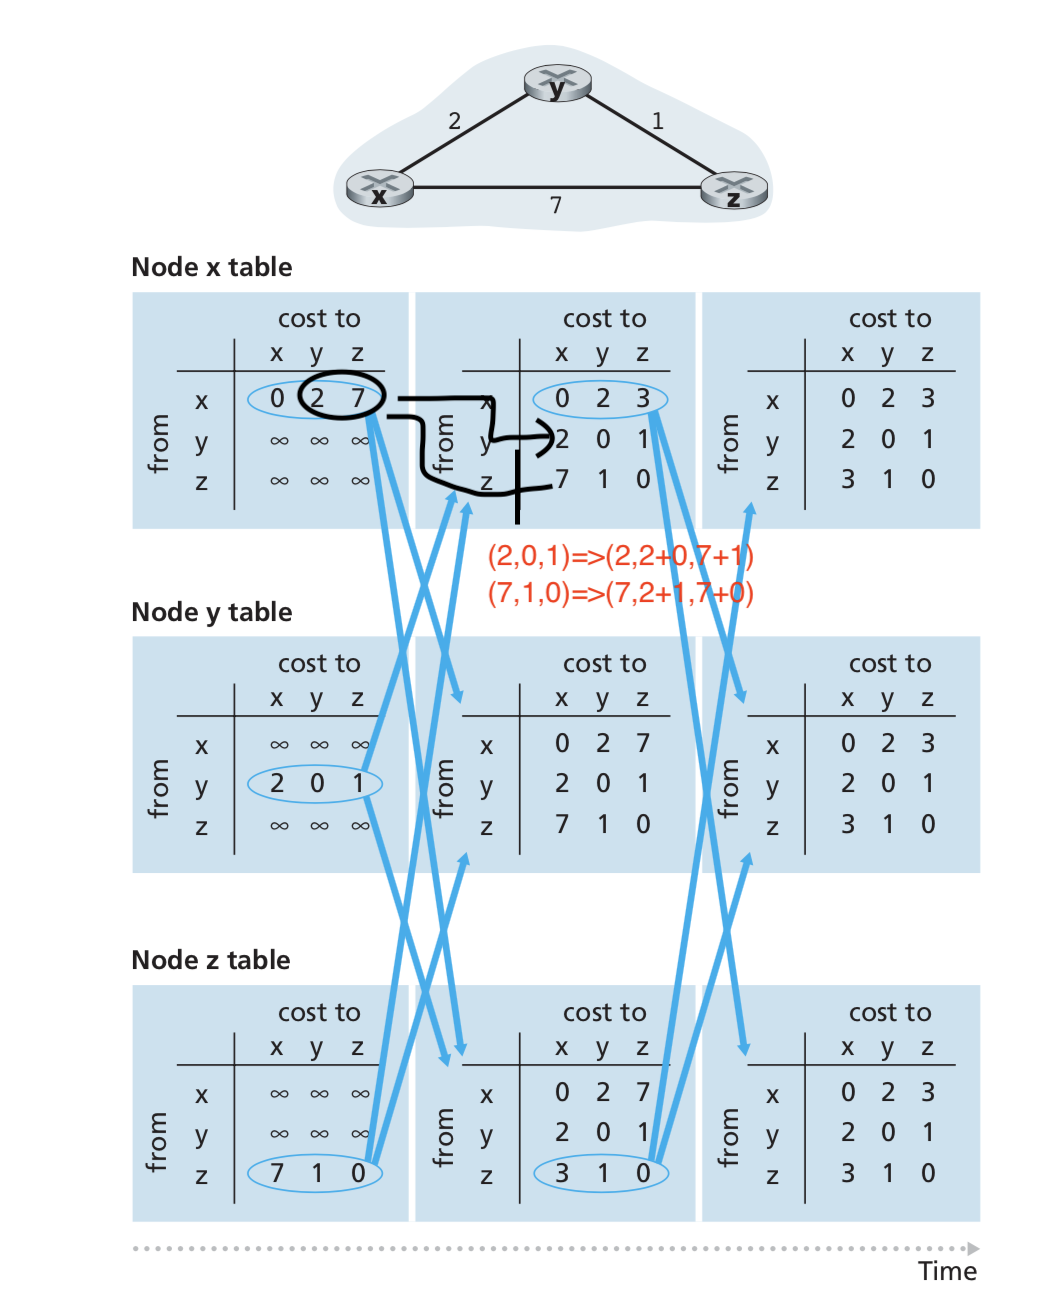 y
2
1
x
7
z
Node x table
cost to
x y z
from
x 0 2 7
y ∞ ∞ ∞
z ∞ ∞ ∞
cost to
x y z
from
x 0 2 3
y 2 0 1
z 7 1 0
cost to
x y z
from
x 0 2 3
y 2 0 1
z 3 1 0
(2,0,1)=>(2,2+0,7+1)
(7,1,0)=>(7,2+1,7+0)
Node y table
cost to
x y z
from
x ∞ ∞ ∞
y 2 0 1
z ∞ ∞ ∞
cost to
x y z
from
x 0 2 7
y 2 0 1
z 7 1 0
cost to
x y z
from
x 0 2 3
y 2 0 1
z 3 1 0
Node z table
cost to
x y z
from
x ∞ ∞ ∞
y ∞ ∞ ∞
z 7 1 0
cost to
x y z
from
x 0 2 7
y 2 0 1
z 3 1 0
cost to
x y z
from
x 0 2 3
y 2 0 1
z 3 1 0
Time